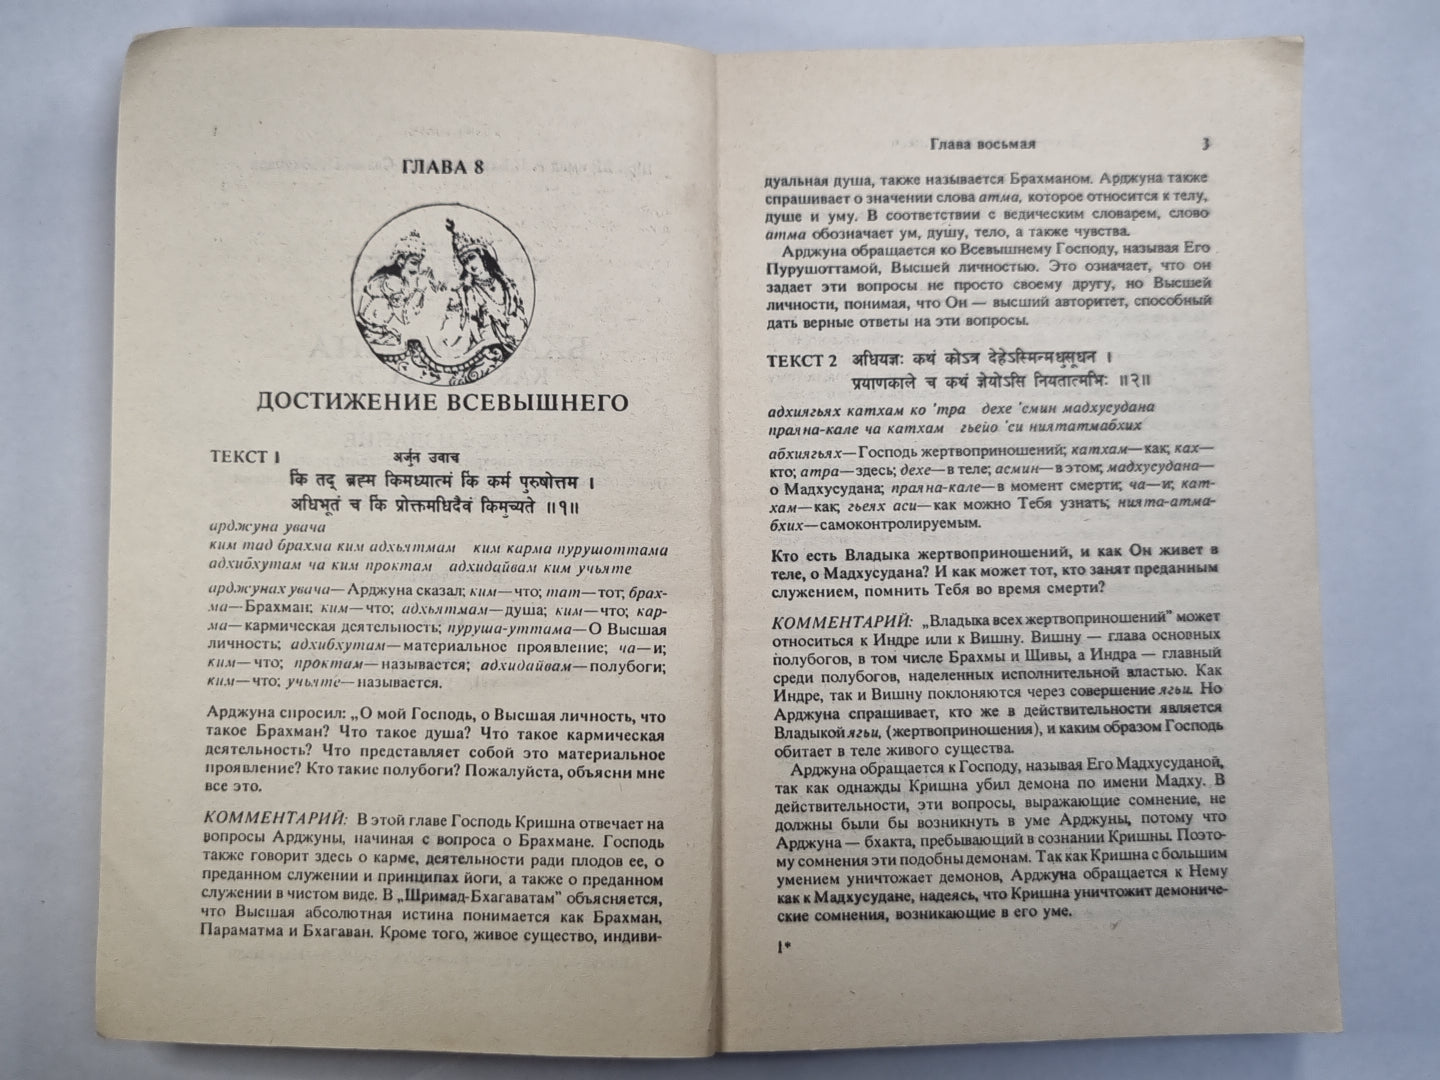 ГЛАВА 8
ДОСТИЖЕНИЕ ВСЕВЫШНЕГО
ТЕКСТ 1 अर्जुन उवाच
किं तद् ब्रह्म किमध्यात्मं किं कर्म पुरुषोत्तम ।
अधिभूतं च किं प्रोक्तमधिदैवं किमुच्यते ॥१॥
арджуна увача
ким тад брахма ким адхьятмам ким карма пурушоттама
адхибхутам ча ким проктам адхидайвам ким учьяте
арджунах увача—Арджуна сказал; ким—что; тат—тот; брах-
ма—Брахман; ким—что; адхьятмам—душа; ким—что; кар-
ма—кармическая деятельность; пуруша-уттама—О Высшая
личность; адхибхутам—материальное проявление; ча—и;
ким—что; проктам—называется; адхидайвам—полубоги;
ким—что; учьяте—называется.
Арджуна спросил: „О мой Господь, о Высшая личность, что
такое Брахман? Что такое душа? Что такое кармическая
деятельность? Что представляет собой это материальное
проявление? Кто такие полубоги? Пожалуйста, объясни мне
все это.
КОММЕНТАРИЙ: В этой главе Господь Кришна отвечает на
вопросы Арджуны, начиная с вопроса о Брахмане. Господь
также говорит здесь о карме, деятельности ради плодов ее, о
преданном служении и принципах йоги, а также о преданном
служении в чистом виде. В „Шримад-Бхагаватам” объясняется,
что Высшая абсолютная истина понимается как Брахман,
Параматма и Бхагаван. Кроме того, живое существо, индиви-
Глава восьмая 3
дуальная душа, также называется Брахманом. Арджуна также
спрашивает о значении слова атма, которое относится к телу,
душе и уму. В соответствии с ведическим словарем, слово
атма обозначает ум, душу, тело, а также чувства.
Арджуна обращается ко Всевышнему Господу, называя Его
Пурушоттамой, Высшей личностью. Это означает, что он
задает эти вопросы не просто своему другу, но Высшей
личности, понимая, что Он — высший авторитет, способный
дать верные ответы на эти вопросы.
ТЕКСТ 2 अधियज्ञः कथं कोऽत्र देहेऽस्मिन्मधुसूधन ।
प्रयाणकाले च कथं ज्ञेयोऽसि नियतात्मभिः ॥२॥
адхиягьях катхам ко 'тра дехе 'смин мадхусудана
праяна-кале ча катхам гьейо 'си ниятатмабхих
абхиягьях—Господь жертвоприношений; катхам—как; ках—
кто; атра—здесь; дехе—в теле; асмин—в этом; мадхусудана—
о Мадхусудана; праяна-кале—в момент смерти; ча—и; кат-
хам—как; гьеях аси—как можно Тебя узнать; нията-атма-
бхих—самоконтролируемым.
Кто есть Владыка жертвоприношений, и как Он живет в
теле, о Мадхусудана? И как может тот, кто занят преданным
служением, помнить Тебя во время смерти?
КОММЕНТАРИЙ: „Владыка всех жертвоприношений” может
относиться к Индре или к Вишну. Вишну — глава основных
полубогов, в том числе Брахмы и Шивы, а Индра — главный
среди полубогов, наделенных исполнительной властью. Как
Индре, так и Вишну поклоняются через совершение ягьи. Но
Арджуна спрашивает, кто же в действительности является
Владыкой ягьи, (жертвоприношения), и каким образом Господь
обитает в теле живого существа.
Арджуна обращается к Господу, называя Его Мадхусуданой,
так как однажды Кришна убил демона по имени Мадху. В
действительности, эти вопросы, выражающие сомнение, не
должны были бы возникнуть в уме Арджуны, потому что
Арджуна — бхакта, пребывающий в сознании Кришны. Поэто-
му сомнения эти подобны демонам. Так как Кришна с большим
умением уничтожает демонов, Арджуна обращается к Нему
как к Мадхусудане, надеясь, что Кришна уничтожит демониче-
ские сомнения, возникающие в его уме.
1*